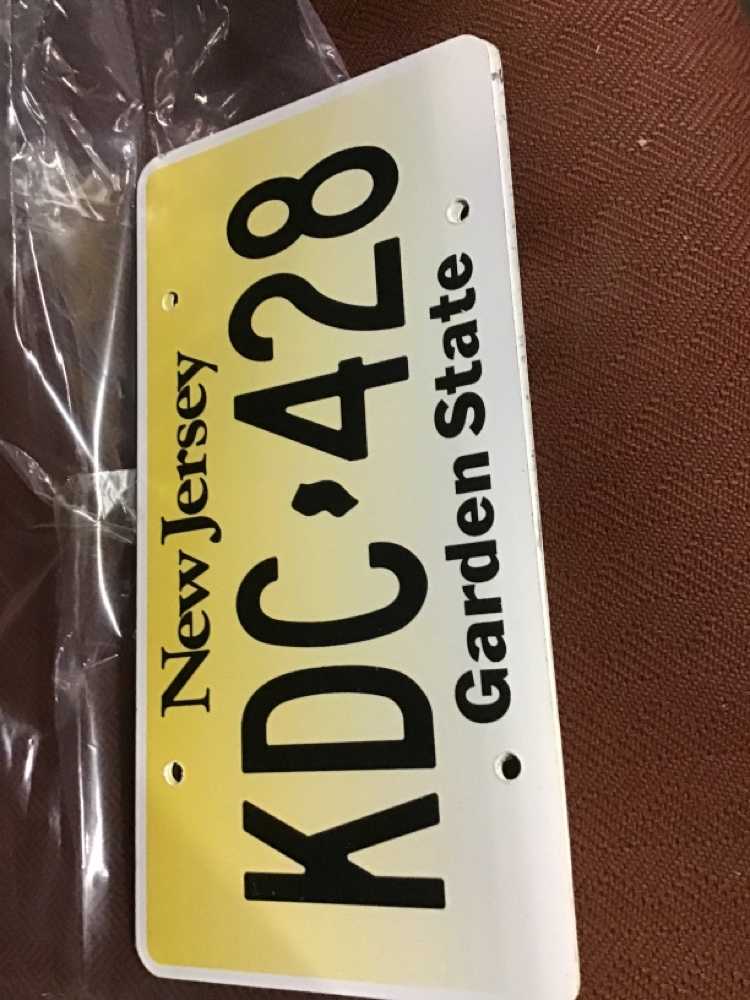 New Jersey
KDC 428
Garden State